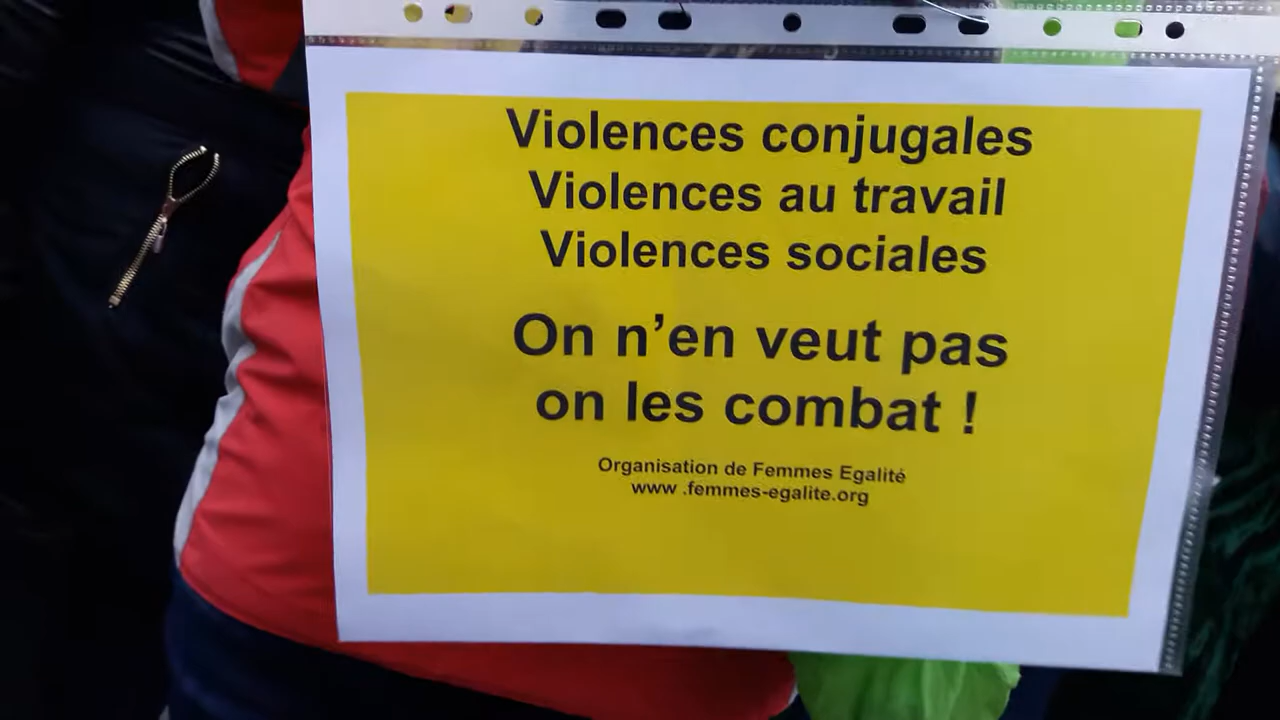 Violences conjugales
Violences au travail
Violences sociales
On n’en veut pas
on les combat !
Organisation de Femmes Egalité
www .femmes-egalite.org